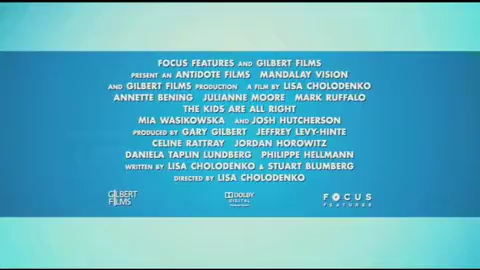 FOCUS FEATURES AND GILBERT FILMS
PRESENT AN ANTIDOTE FILMS MANDALAY VISION
AND GILBERT FILMS PRODUCTION A FILM BY LISA CHOLODENKO
ANNETTE BENING JULIANNE MOORE MARK RUFFALO
THE KIDS ARE ALL RIGHT
MIA WASIKOWSKA AND JOSH HUTCHERSON
PRODUCED BY GARY GILBERT JEFFREY LEVY-HINTE
CELINE RATTRAY JORDAN HOROWITZ
DANIELA TAPLIN LUNDBERG PHILIPPE HELLMANN
WRITTEN BY LISA CHOLODENKO & STUART BLUMBERG
DIRECTED BY LISA CHOLODENKO
GILBERT
FILMS
DOLBY
DIGITAL
FOCUS
FEATURES